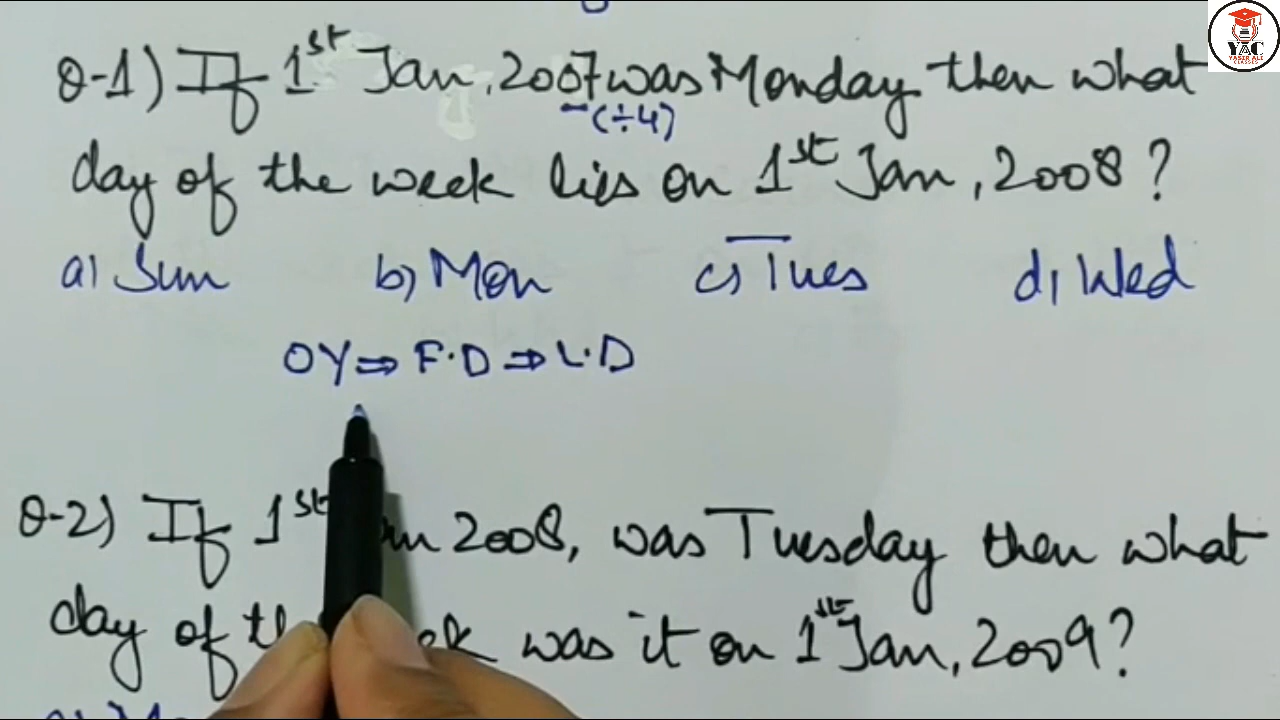 Q-1) If 1st Jan, 2007 was Monday then what
(÷4)
day of the week lies on 1st Jan, 2008?
a) Sun b) Mon c) Tues d) Wed
OY ⇒ F.D ⇒ L.D
Q-2) If 1st 2008, was Tuesday then what
day of was it on 1st Jan, 2009?
YAC